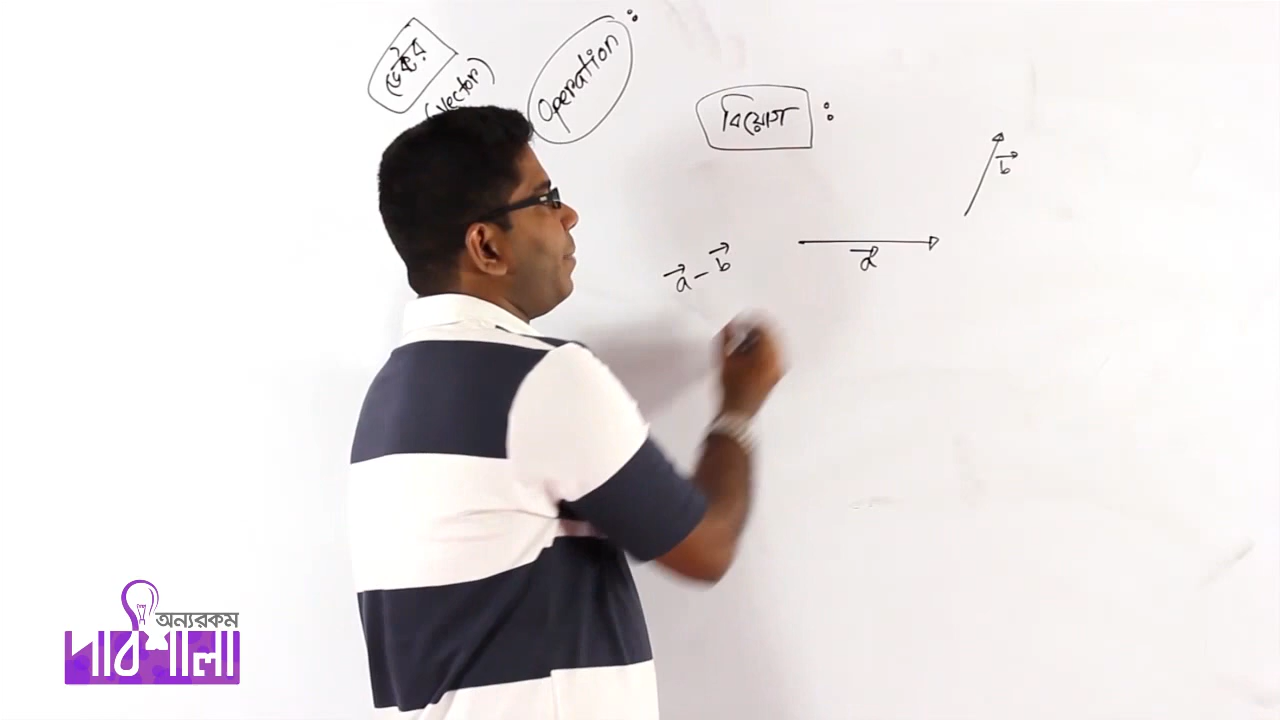 ভেক্টর
(vector)
Operation :
বিয়োগ :
b⃗
a⃗
a⃗ - b⃗
অন্যরকম
পাঠশালা